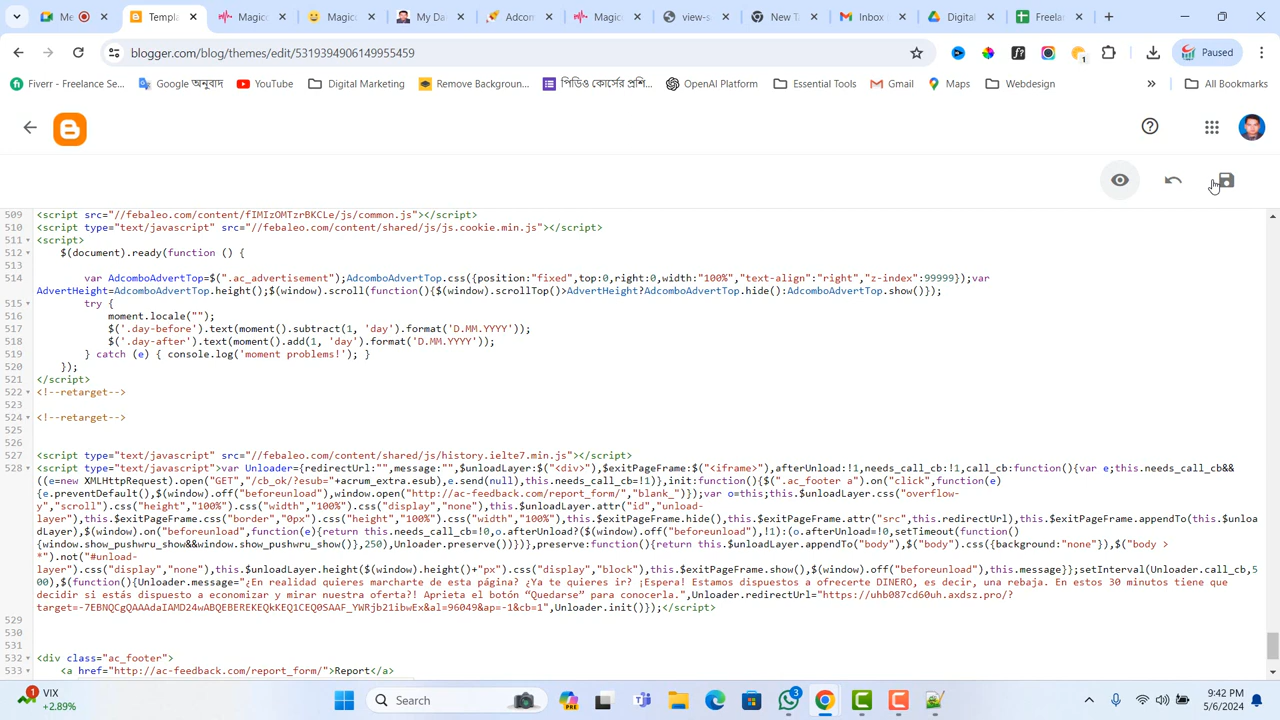 Me
Templa
Magico
Magico
My Da
Adcom
Magic
view-s
New T
Inbox
Digital
Freelan
blogger.com/blog/themes/edit/5319394906149955459
1
Paused
Fiverr - Freelance Se...
Google অনুবাদ
YouTube
Digital Marketing
Remove Backgroun...
পিডিও কোর্সের প্রশি...
OpenAI Platform
Essential Tools
Gmail
Maps
Webdesign
»
All Bookmarks
509 <script src="//febaleo.com/content/fIMIzOMTzrBKCLe/js/common.js"></script>
510 <script type="text/javascript" src="//febaleo.com/content/shared/js/js.cookie.min.js"></script>
511 <script>
512 $(document).ready(function () {
513
514 var AdcomboAdvertTop=$(".ac_advertisement");AdcomboAdvertTop.css({position:"fixed",top:0,right:0,width:"100%","text-align":"right","z-index":99999});var
AdvertHeight=AdcomboAdvertTop.height();$(window).scroll(function(){$(window).scrollTop()>AdvertHeight?AdcomboAdvertTop.hide():AdcomboAdvertTop.show()});
515 try {
516 moment.locale("");
517 $('.day-before').text(moment().subtract(1, 'day').format('D.MM.YYYY'));
518 $('.day-after').text(moment().add(1, 'day').format('D.MM.YYYY'));
519 } catch (e) { console.log('moment problems!'); }
520 });
521 </script>
522 <!--retarget-->
523
524 <!--retarget-->
525
526
527 <script type="text/javascript" src="//febaleo.com/content/shared/js/history.ielte7.min.js"></script>
528 <script type="text/javascript">var Unloader={redirectUrl:"",message:"",$unloadLayer:$("<div>"),$exitPageFrame:$("<iframe>"),afterUnload:!1,needs_call_cb:!1,call_cb:function(){var e;this.needs_call_cb&&
((e=new XMLHttpRequest).open("GET","/cb_ok/?esub="+acrum_extra.esub),e.send(null),this.needs_call_cb=!1)},init:function(){$(".ac_footer a").on("click",function(e)
{e.preventDefault(),$(window).off("beforeunload"),window.open("http://ac-feedback.com/report_form/","blank_")});var o=this;this.$unloadLayer.css("overflow-
y","scroll").css("height","100%").css("width","100%").css("display","none"),this.$unloadLayer.attr("id","unload-
layer"),this.$exitPageFrame.css("border","0px").css("height","100%").css("width","100%"),this.$exitPageFrame.hide(),this.$exitPageFrame.attr("src",this.redirectUrl),this.$exitPageFrame.appendTo(this.$unloa
dLayer),$(window).on("beforeunload",function(e){return this.needs_call_cb=!0,o.afterUnload?($(window).off("beforeunload"),!1):(o.afterUnload=!0,setTimeout(function()
{window.show_pushwru_show&&window.show_pushwru_show()},250),Unloader.preserve())})},preserve:function(){return this.$unloadLayer.appendTo("body"),$("body").css({background:"none"}),$("body >
*").not("#unload-
layer").css("display","none"),this.$unloadLayer.height($(window).height()+"px").css("display","block"),this.$exitPageFrame.show(),$(window).off("beforeunload"),this.message}};setInterval(Unloader.call_cb,5
00),$(function(){Unloader.message="¿En realidad quieres marcharte de esta página? ¿Ya te quieres ir? ¡Espera! Estamos dispuestos a ofrecerte DINERO, es decir, una rebaja. En estos 30 minutos tiene que
decidir si estás dispuesto a economizar y mirar nuestra oferta?! Aprieta el botón “Quedarse” para conocerla.",Unloader.redirectUrl="https://uhb087cd60uh.axdsz.pro/?
target=-7EBNQCgQAAAdaIAMD24wABQEBEREKEQkKEQ1CEQ0SAAF_YWRjb21ibwEx&al=96049&ap=-1&cb=1",Unloader.init()});</script>
529
530
531
532 <div class="ac_footer">
533 <a href="http://ac-feedback.com/report_form/">Report</a>
1
VIX
+2.89%
Search
PRE
3
9:42 PM
5/6/2024